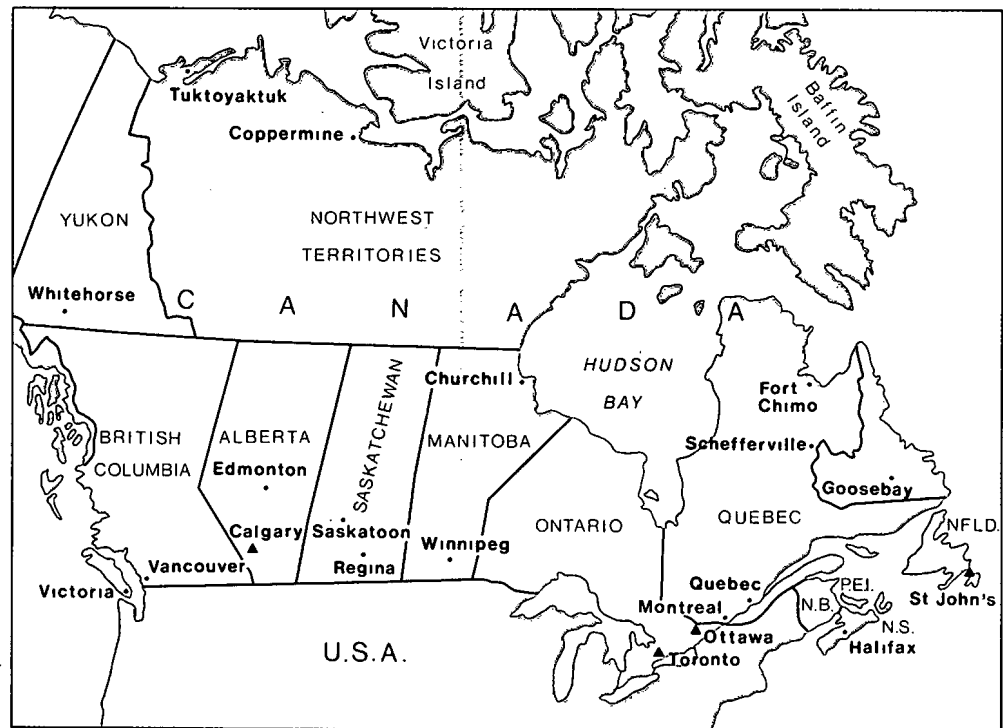 Victoria
Island
Baffin
Island
Tuktoyaktuk
Coppermine
YUKON
NORTHWEST
TERRITORIES
Whitehorse
C A N A D A
HUDSON
BAY
Churchill
Fort
Chimo
Schefferville
Goosebay
BRITISH
COLUMBIA
ALBERTA
Edmonton
Calgary
SASKATCHEWAN
Saskatoon
Regina
MANITOBA
Winnipeg
ONTARIO
QUEBEC
NFLD.
St John's
Vancouver
Victoria
Quebec
Montreal
Ottawa
Toronto
P.E.I.
N.B.
N.S.
Halifax
U.S.A.